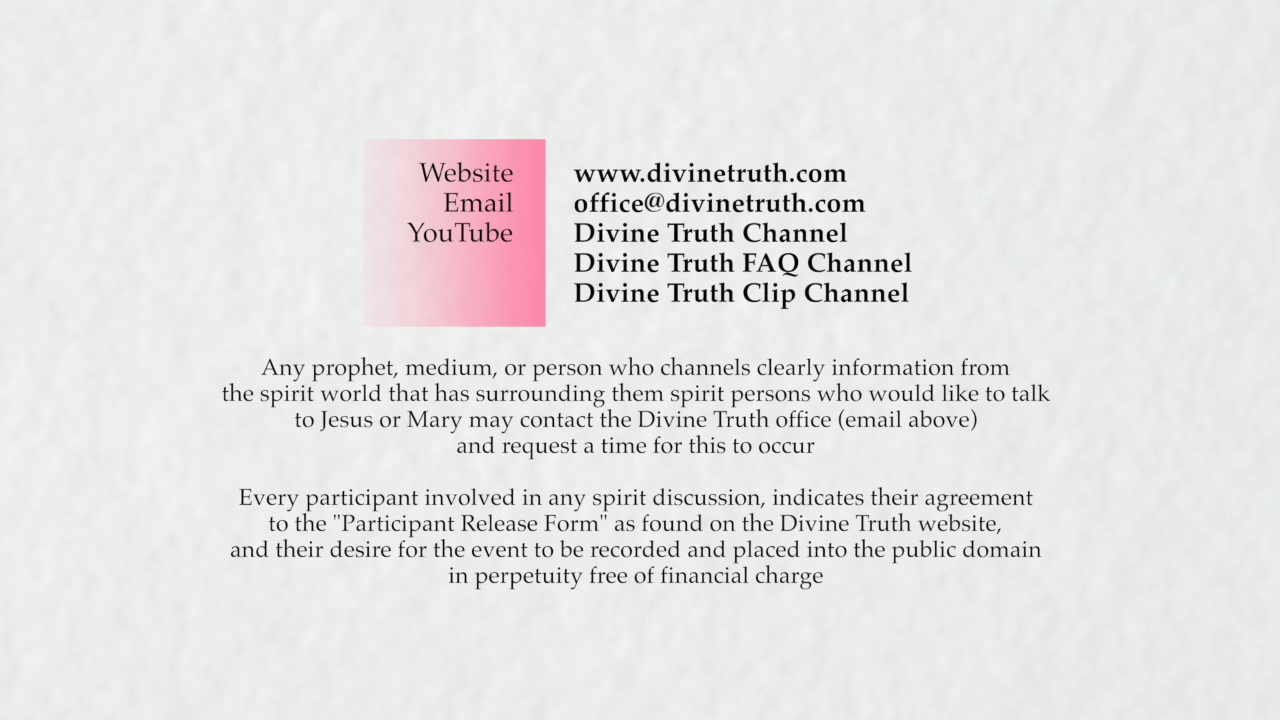 Website www.divinetruth.com
Email office@divinetruth.com
YouTube Divine Truth Channel
Divine Truth FAQ Channel
Divine Truth Clip Channel
Any prophet, medium, or person who channels clearly information from
the spirit world that has surrounding them spirit persons who would like to talk
to Jesus or Mary may contact the Divine Truth office (email above)
and request a time for this to occur
Every participant involved in any spirit discussion, indicates their agreement
to the "Participant Release Form" as found on the Divine Truth website,
and their desire for the event to be recorded and placed into the public domain
in perpetuity free of financial charge